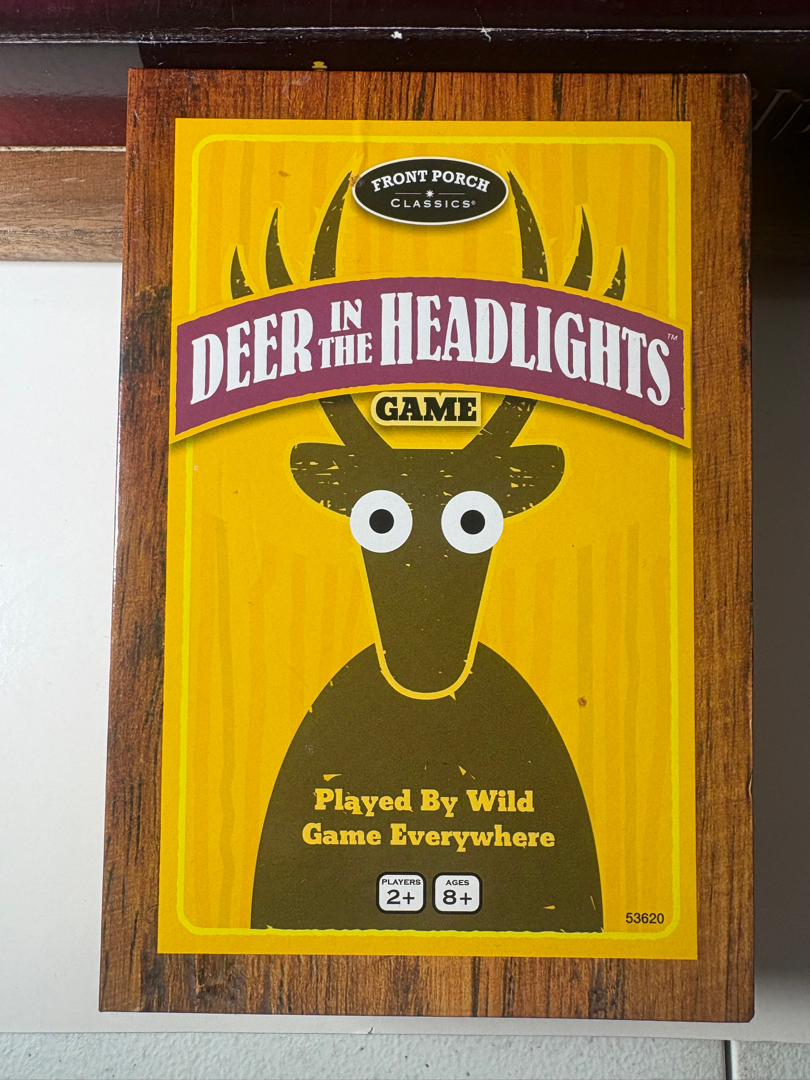 FRONT PORCH
CLASSICS®
DEER IN THE HEADLIGHTS™
GAME
Played By Wild
Game Everywhere
PLAYERS AGES
2+ 8+
53620